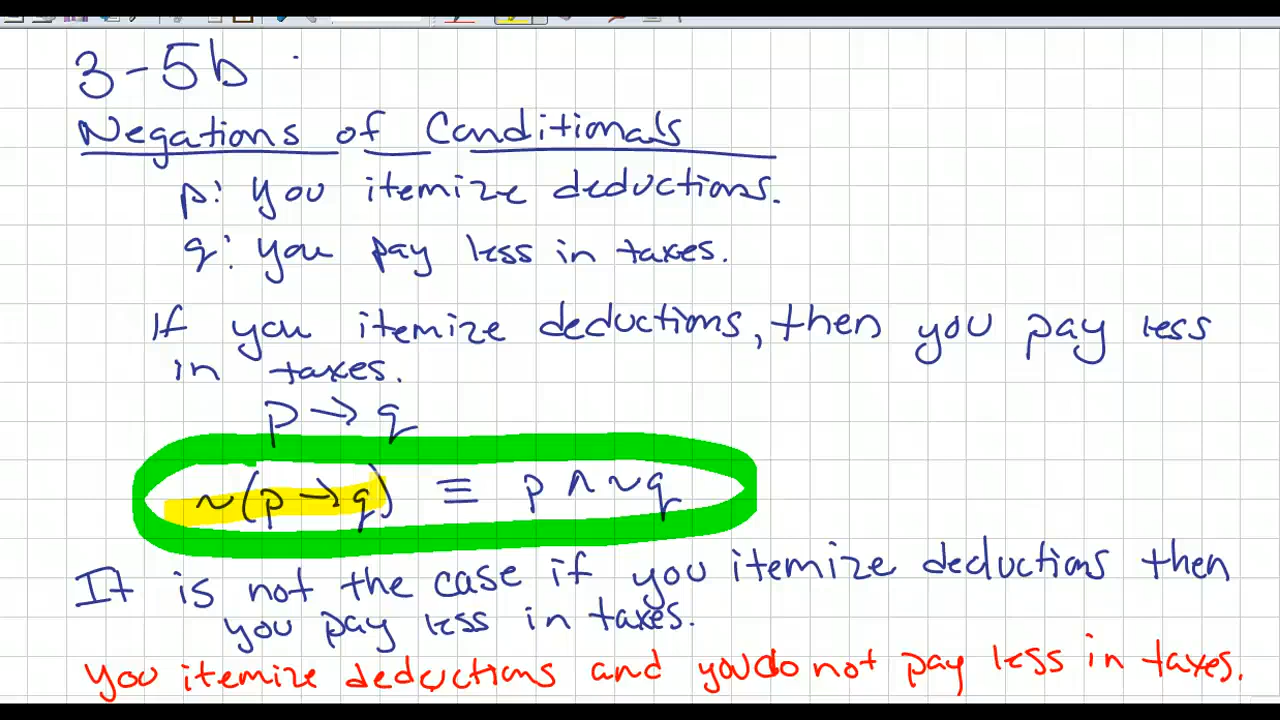 3-5b
Negations of Conditionals
p: You itemize deductions.
q: you pay less in taxes.
If you itemize deductions, then you pay less
in taxes.
p → q
~(p → q) ≡ p ∧ ~q
It is not the case if you itemize deductions then
you pay less in taxes.
You itemize deductions and you do not pay less in taxes.